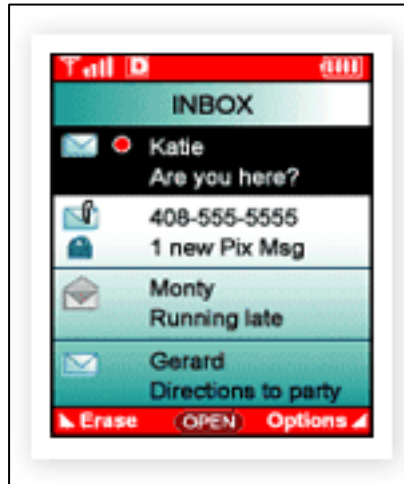 D
INBOX
Katie
Are you here?
408-555-5555
1 new Pix Msg
Monty
Running late
Gerard
Directions to party
Erase OPEN Options